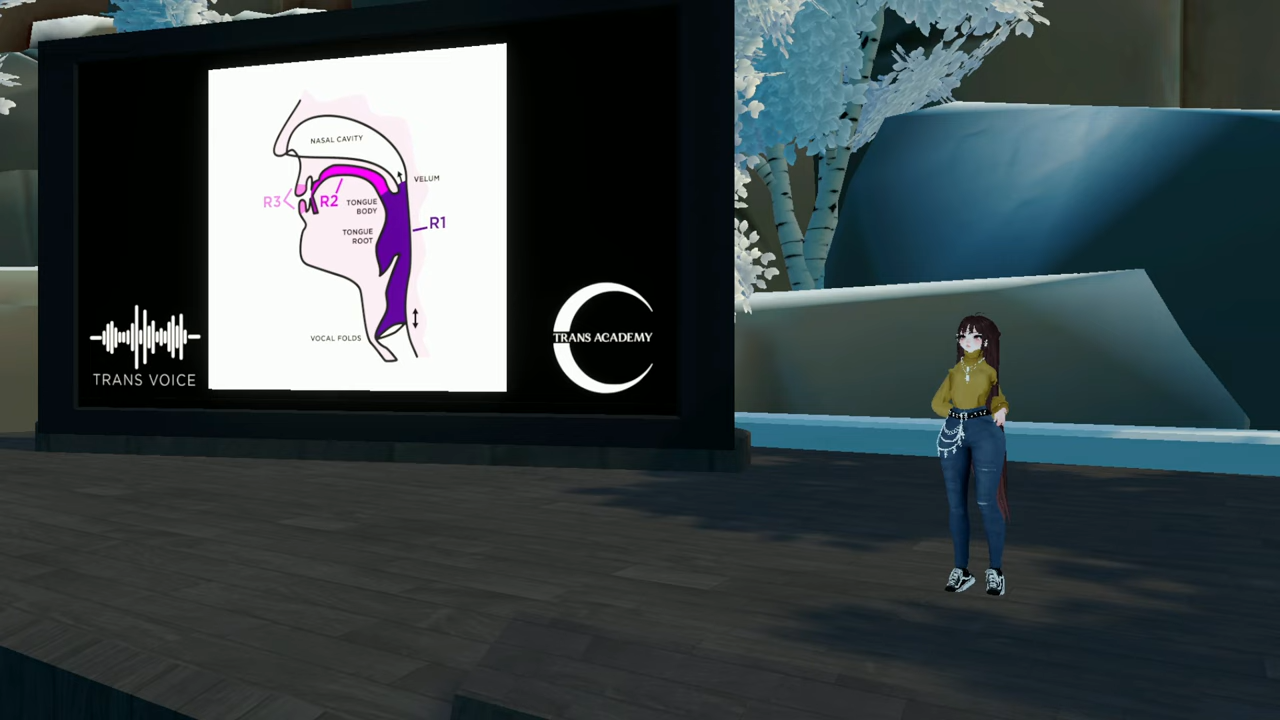 NASAL CAVITY
VELUM
R3
R2
TONGUE
BODY
R1
TONGUE
ROOT
VOCAL FOLDS
TRANS VOICE
TRANS ACADEMY